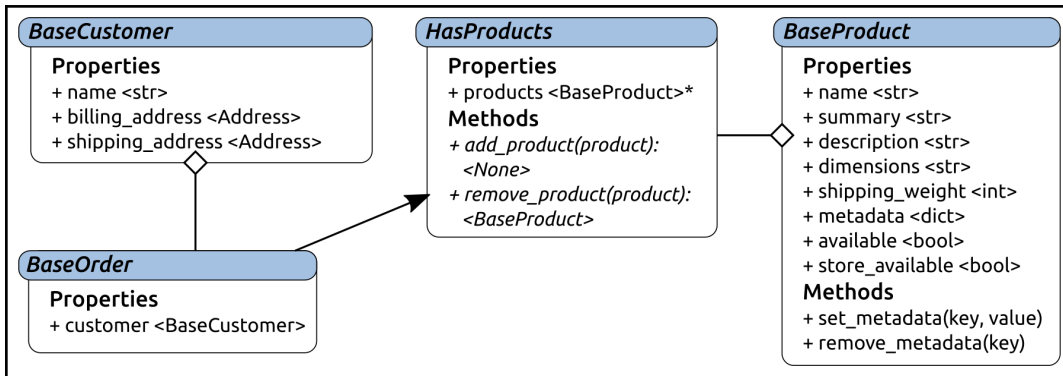 BaseCustomer
Properties
+ name <str>
+ billing_address <Address>
+ shipping_address <Address>
BaseOrder
Properties
+ customer <BaseCustomer>
HasProducts
Properties
+ products <BaseProduct>*
Methods
+ add_product(product):
<None>
+ remove_product(product):
<BaseProduct>
BaseProduct
Properties
+ name <str>
+ summary <str>
+ description <str>
+ dimensions <str>
+ shipping_weight <int>
+ metadata <dict>
+ available <bool>
+ store_available <bool>
Methods
+ set_metadata(key, value)
+ remove_metadata(key)